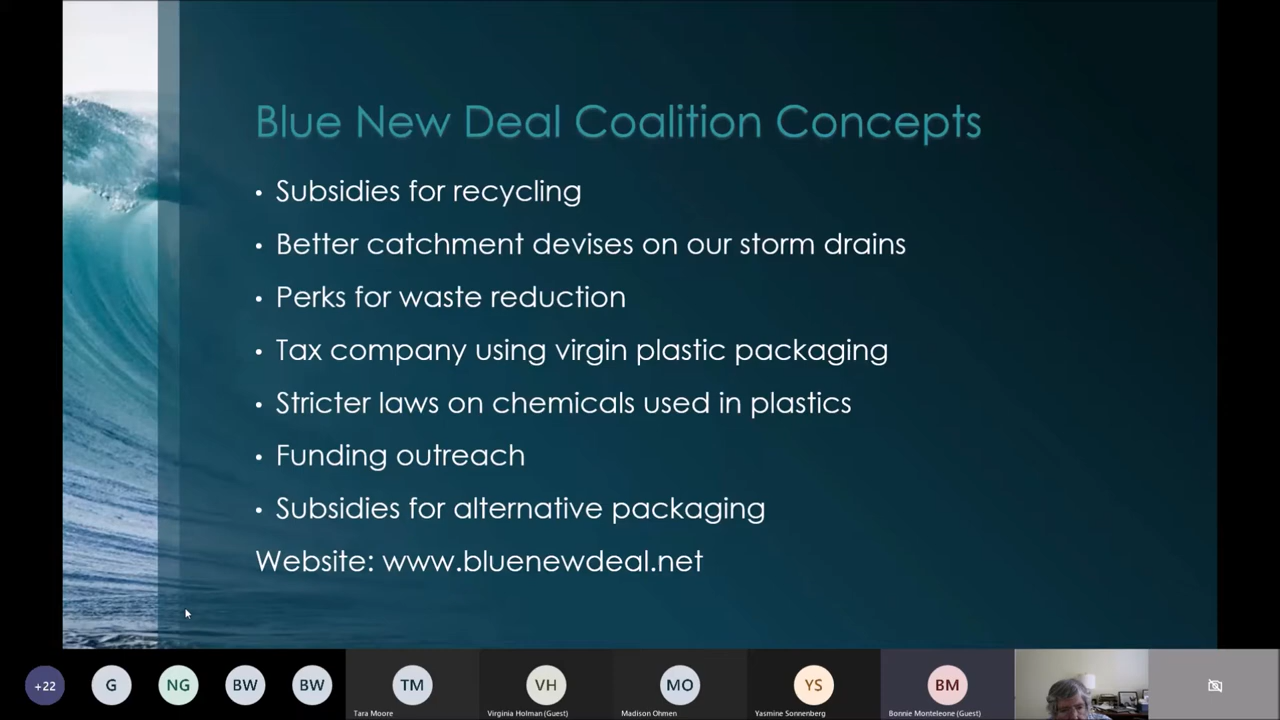 Blue New Deal Coalition Concepts
• Subsidies for recycling
• Better catchment devises on our storm drains
• Perks for waste reduction
• Tax company using virgin plastic packaging
• Stricter laws on chemicals used in plastics
• Funding outreach
• Subsidies for alternative packaging
Website: www.bluenewdeal.net
+22 G NG BW BW TM VH MO YS BM
Tara Moore Virginia Holman (Guest) Madison Ohmen Yasmine Sonnenberg Bonnie Monteleone (Guest)